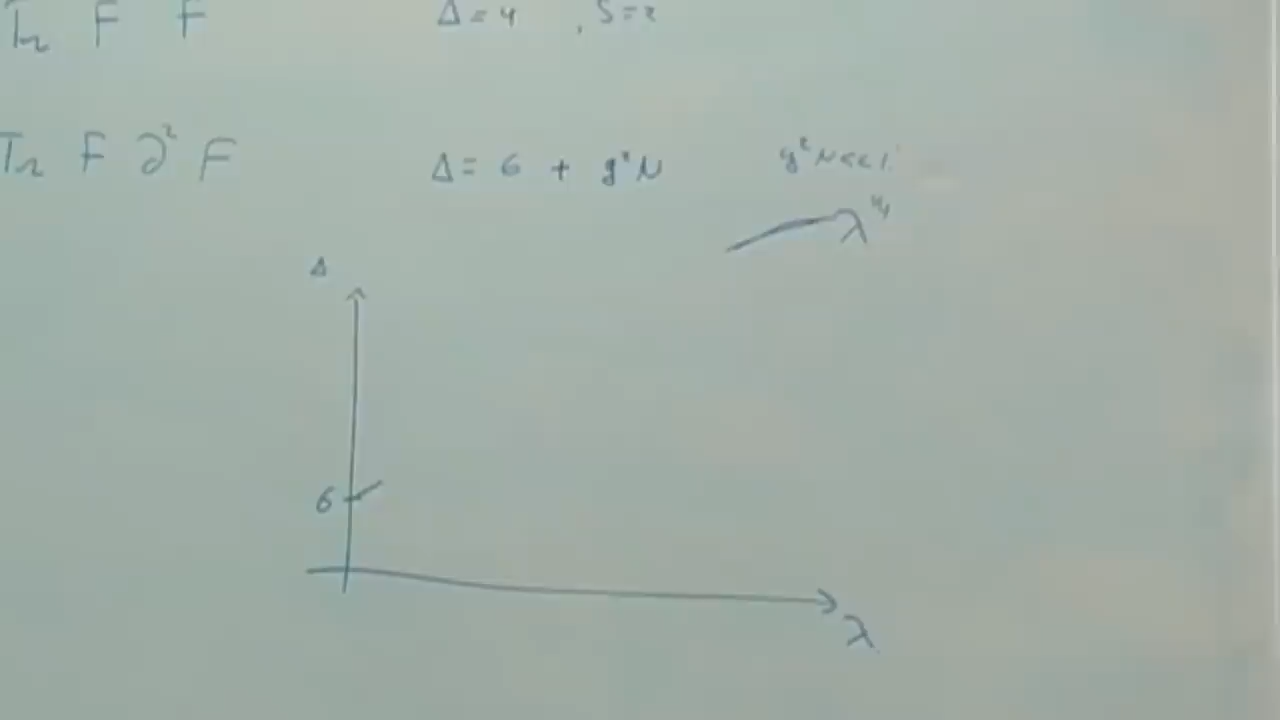 Tr F F Δ = 4 , S = 2
Tr F ∂² F Δ = 6 + g²N g²N << 1
λ^{1/4}
Δ
6
λ